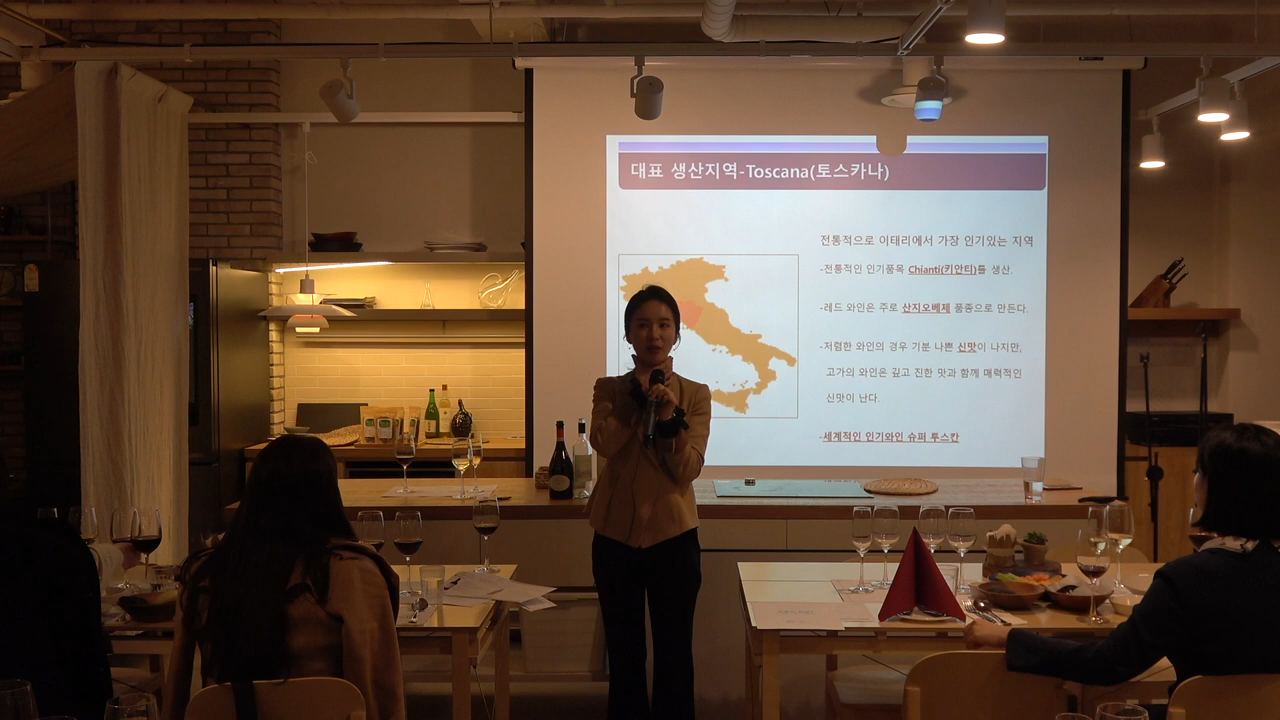 대표 생산지역-Toscana(토스카나)
전통적으로 이태리에서 가장 인기있는 지역
-전통적인 인기품목 Chianti(키안티)를 생산.
-레드 와인은 주로 산지오베제 품종으로 만든다.
-저렴한 와인의 경우 기분 나쁜 신맛이 나지만,
고가의 와인은 깊고 진한 맛과 함께 매력적인
신맛이 난다.
-세계적인 인기와인 슈퍼 투스칸